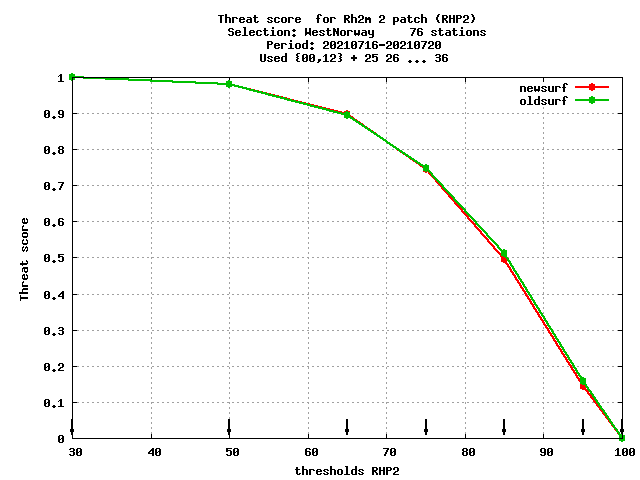 Threat score  for Rh2m 2 patch (RHP2)
Selection: WestNorway     76 stations
Period: 20210716-20210720
Used {00,12} + 25 26 ... 36
newsurf
oldsurf
1
0.9
0.8
0.7
0.6
0.5
0.4
0.3
0.2
0.1
0
Threat score
30 40 50 60 70 80 90 100
thresholds RHP2